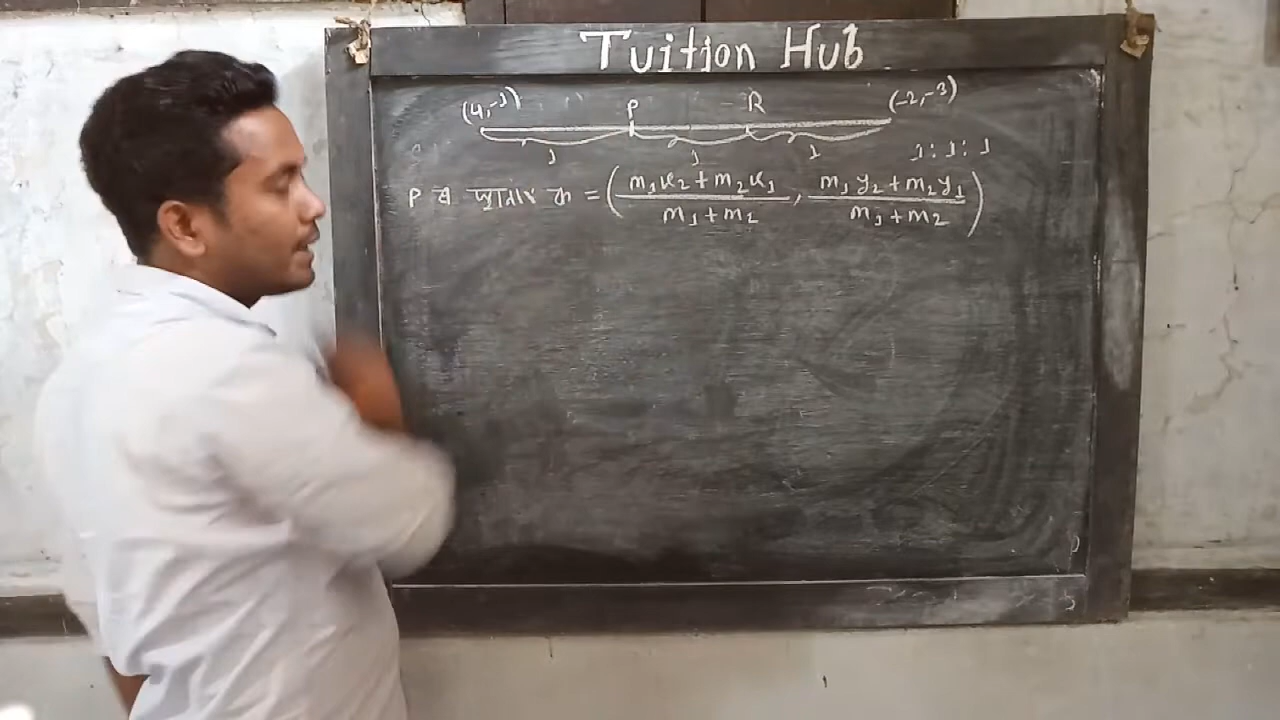 Tuition Hub
(4,-1) P R (-2,-3)
1 1 1 1:1:1
P ৰ স্থানাংক = ( m₁x₂+m₂x₁ / m₁+m₂ , m₁y₂+m₂y₁ / m₁+m₂ )